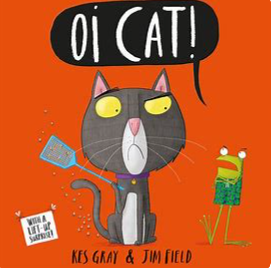 Oi CAT!
WITH A
LIFT-UP
SURPRISE!
KES GRAY & JIM FIELD